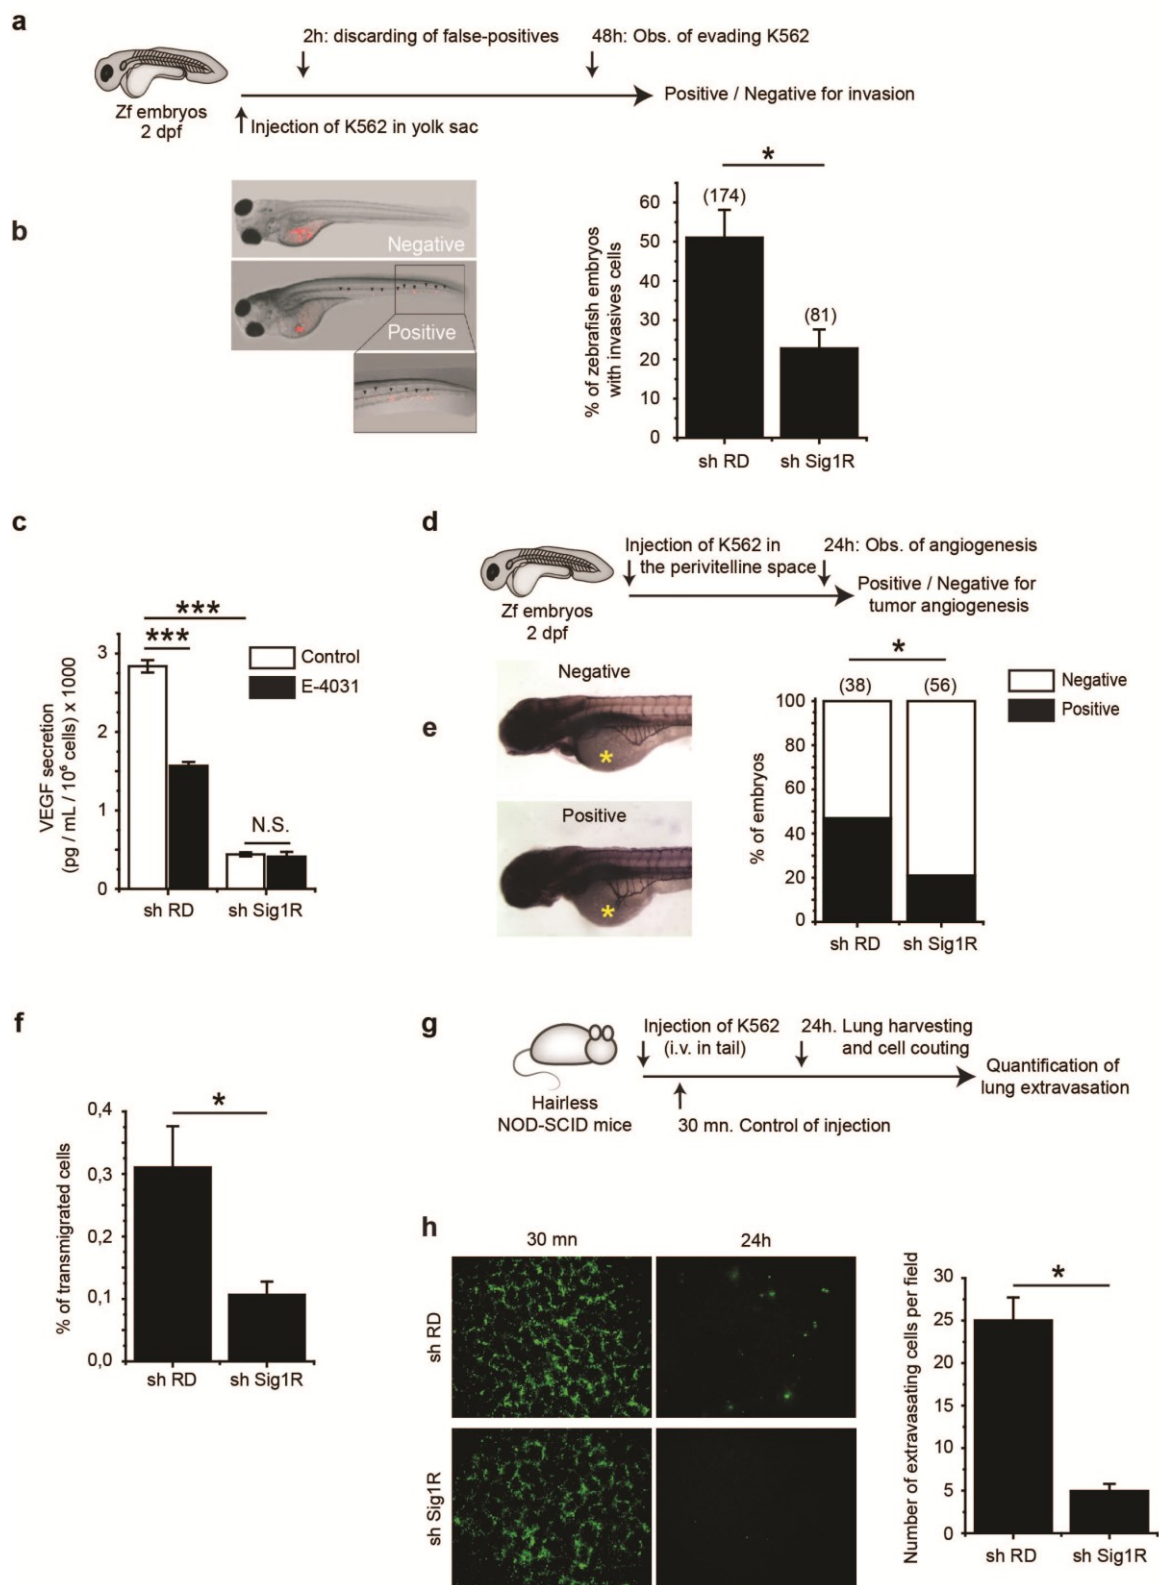 a
2h: discarding of false-positives
48h: Obs. of evading K562
Zf embryos
2 dpf
Injection of K562 in yolk sac
Positive / Negative for invasion
b
Negative
Positive
% of zebrafish embryos
with invasives cells
60
50
40
30
20
10
0
(174)
*
(81)
sh RD
sh Sig1R
c
VEGF secretion
(pg / mL / 10⁶ cells) x 1000
3
2
1
0
***
***
N.S.
Control
E-4031
sh RD
sh Sig1R
d
Zf embryos
2 dpf
Injection of K562 in
the perivitelline space
24h: Obs. of angiogenesis
Positive / Negative for
tumor angiogenesis
e
Negative
*
Positive
*
% of embryos
100
80
60
40
20
0
*
(38)
(56)
Negative
Positive
sh RD
sh Sig1R
f
% of transmigrated cells
0,4
0,3
0,2
0,1
0,0
*
sh RD
sh Sig1R
g
Hairless
NOD-SCID mice
Injection of K562
(i.v. in tail)
24h. Lung harvesting
and cell couting
30 mn. Control of injection
Quantification of
lung extravasation
h
30 mn
24h
sh RD
sh Sig1R
Number of extravasating cells per field
30
25
20
15
10
5
0
*
sh RD
sh Sig1R